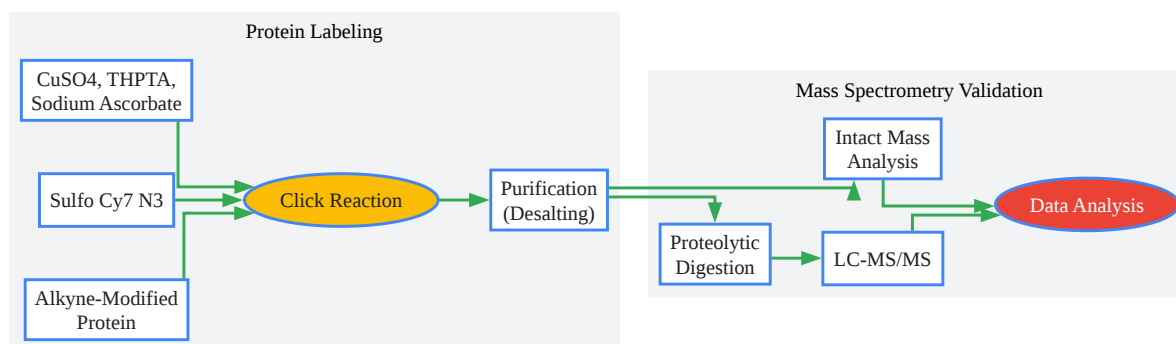 Protein Labeling
CuSO4, THPTA,
Sodium Ascorbate
Sulfo Cy7 N3
Alkyne-Modified
Protein
Click Reaction
Purification
(Desalting)
Mass Spectrometry Validation
Intact Mass
Analysis
Proteolytic
Digestion
LC-MS/MS
Data Analysis